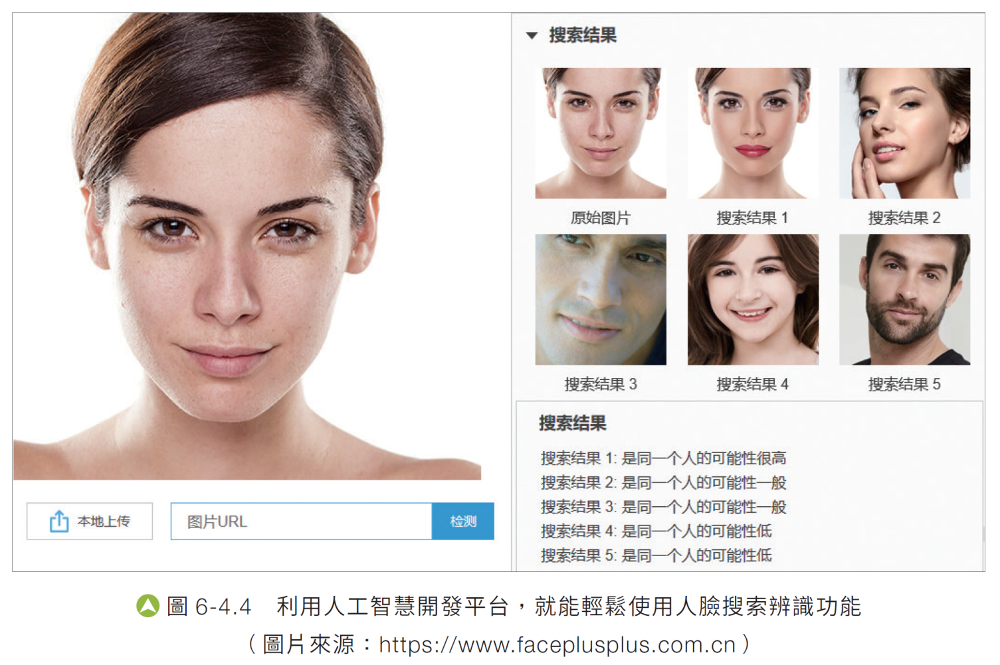 搜索结果
原始图片
搜索结果 1
搜索结果 2
搜索结果 3
搜索结果 4
搜索结果 5
搜索结果
搜索结果 1: 是同一个人的可能性很高
搜索结果 2: 是同一个人的可能性一般
搜索结果 3: 是同一个人的可能性一般
搜索结果 4: 是同一个人的可能性低
搜索结果 5: 是同一个人的可能性低
本地上传
图片URL
检测
圖 6-4.4 利用人工智慧開發平台，就能輕鬆使用人臉搜索辨識功能
（圖片來源：https://www.faceplusplus.com.cn）